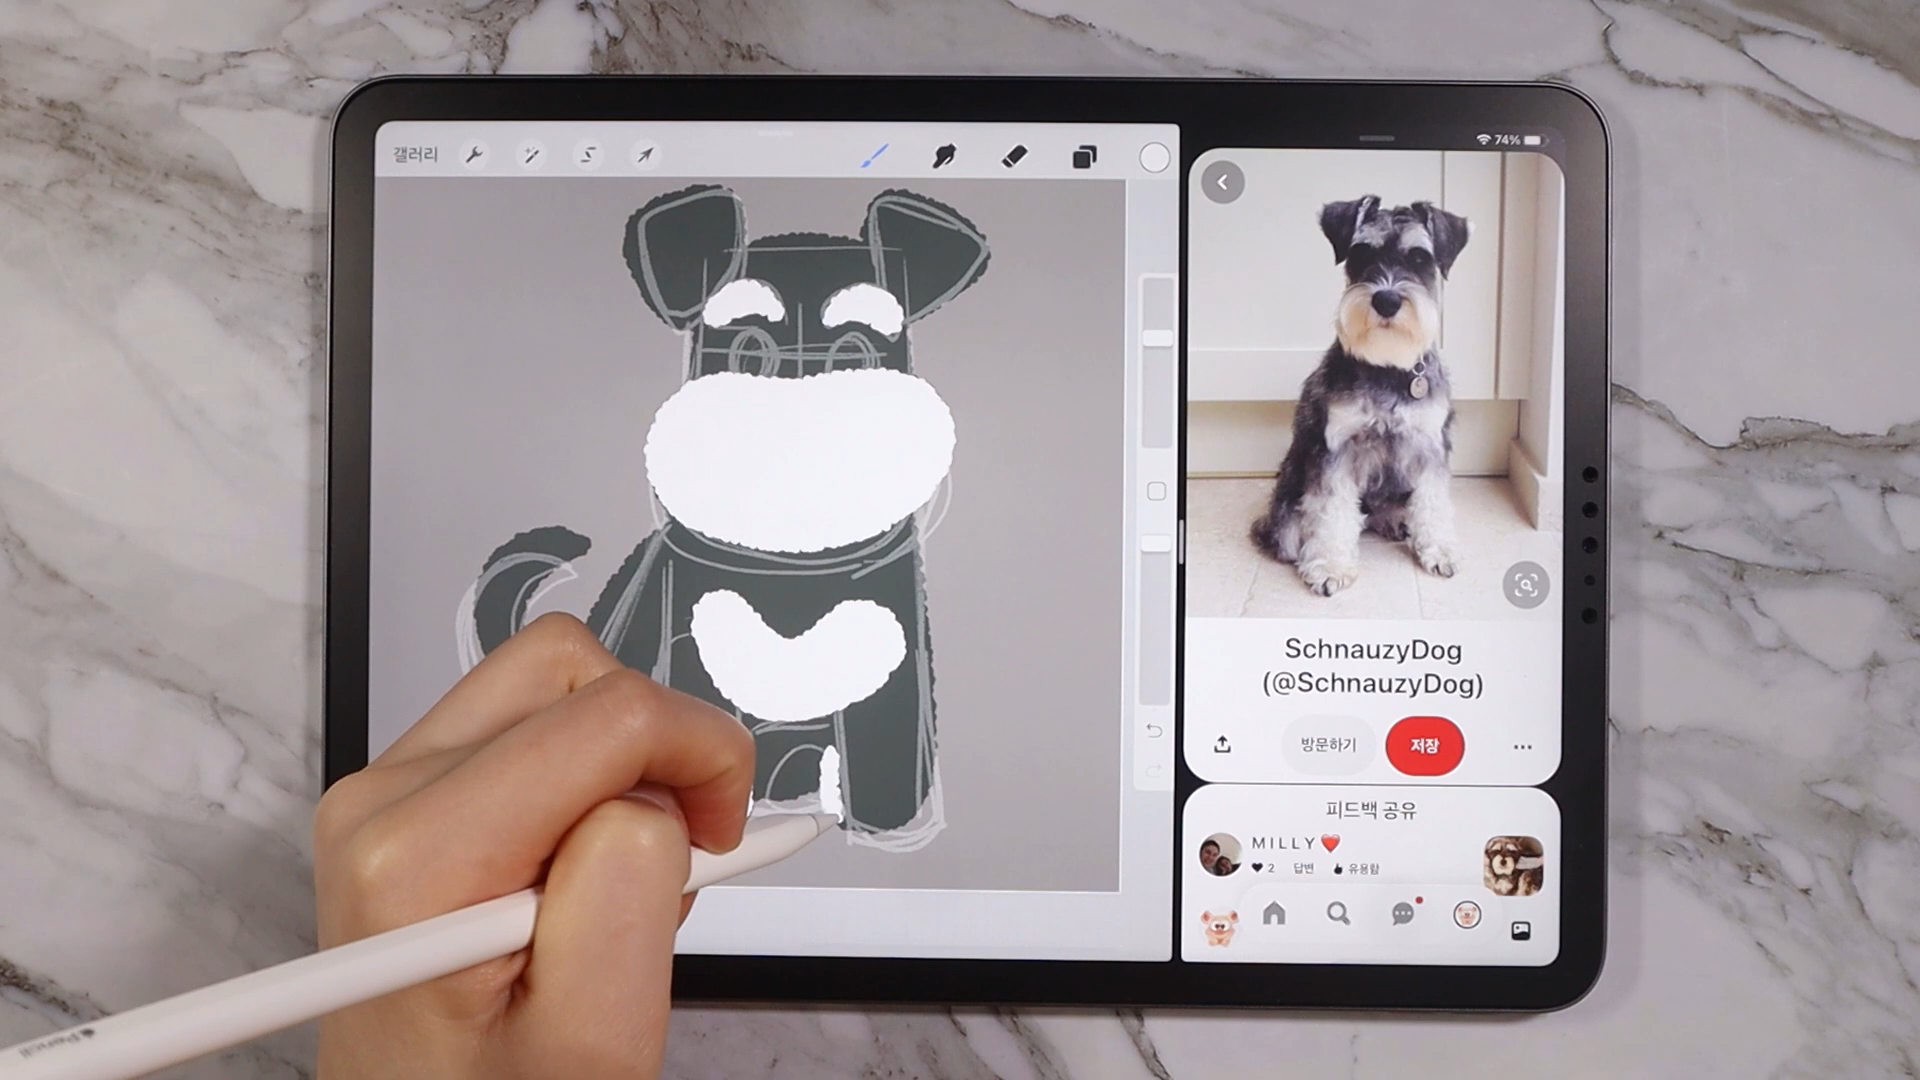 갤러리
74%
SchnauzyDog
(@SchnauzyDog)
방문하기
저장
피드백 공유
MILLY❤️
2 답변 유용함
Pencil